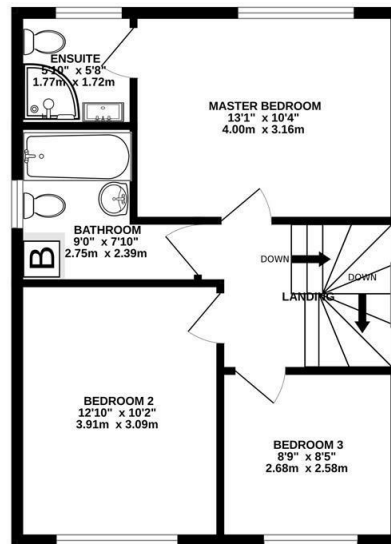 ENSUITE
5'10" x 5'8"
1.77m x 1.72m
MASTER BEDROOM
13'1" x 10'4"
4.00m x 3.16m
BATHROOM
9'0" x 7'10"
2.75m x 2.39m
B
DOWN
DOWN
LANDING
BEDROOM 2
12'10" x 10'2"
3.91m x 3.09m
BEDROOM 3
8'9" x 8'5"
2.68m x 2.58m